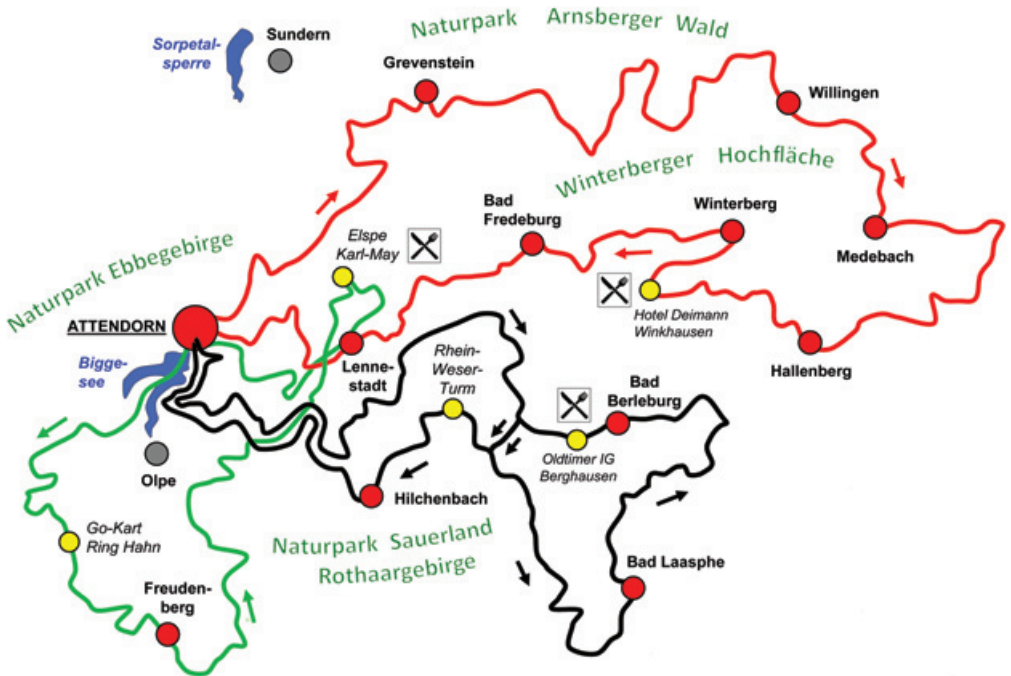 Naturpark Arnsberger Wald
Sorpetal-
sperre
Sundern
Grevenstein
Willingen
Winterberger Hochfläche
Bad
Fredeburg
Winterberg
Elspe
Karl-May
Medebach
Naturpark Ebbegebirge
Hotel Deimann
Winkhausen
ATTENDORN
Bigge-
see
Lenne-
stadt
Rhein-
Weser-
Turm
Hallenberg
Bad
Berleburg
Oldtimer IG
Berghausen
Olpe
Hilchenbach
Go-Kart
Ring Hahn
Naturpark Sauerland
Rothaargebirge
Bad Laasphe
Freuden-
berg